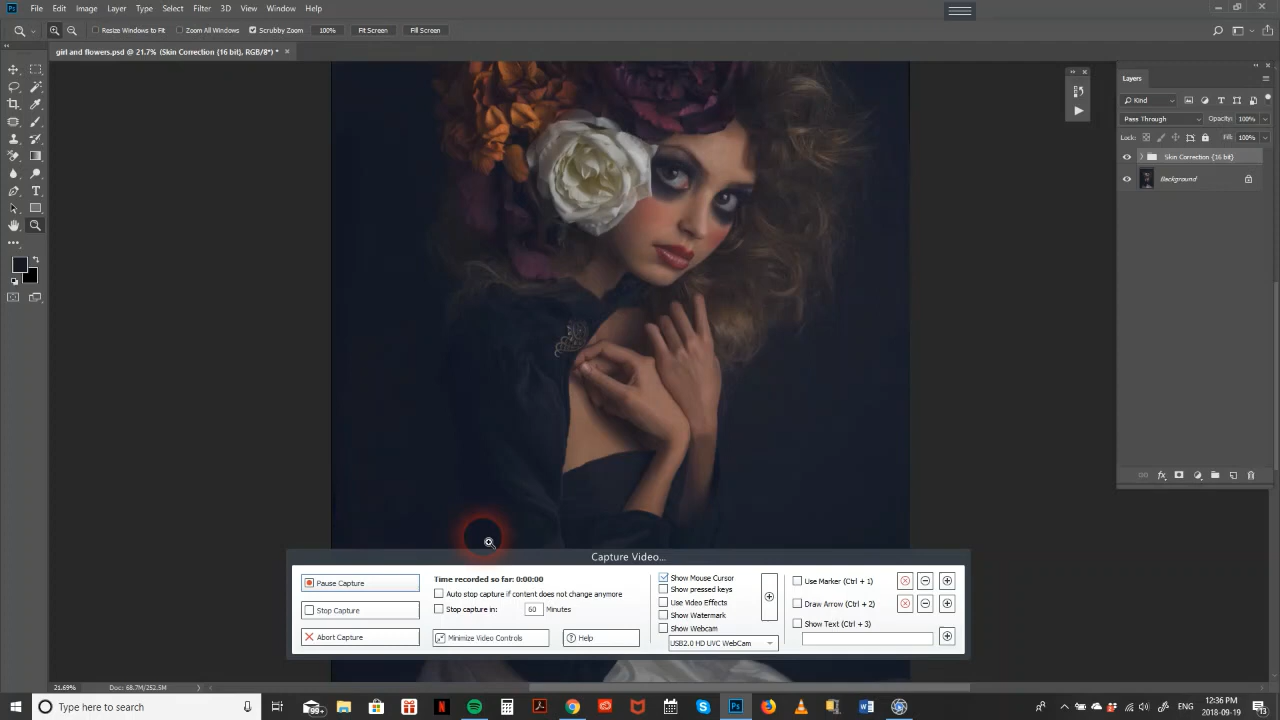 Ps File Edit Image Layer Type Select Filter 3D View Window Help
Resize Windows to Fit Zoom All Windows Scrubby Zoom 100% Fit Screen Fill Screen
girl and flowers.psd @ 21.7% (Skin Correction {16 bit}, RGB/8*) * ×
Layers
Kind
Pass Through Opacity: 100%
Lock: Fill: 100%
Skin Correction {16 bit}
Background
Capture Video...
Pause Capture
Stop Capture
Abort Capture
Time recorded so far: 0:00:00
Auto stop capture if content does not change anymore
Stop capture in: 60 Minutes
Minimize Video Controls
Help
Show Mouse Cursor
Show pressed keys
Use Video Effects
Show Watermark
Show Webcam
USB2.0 HD UVC WebCam
Use Marker (Ctrl + 1)
Draw Arrow (Ctrl + 2)
Show Text (Ctrl + 3)
21.69% Doc: 68.7M/252.5M
Type here to search
12:36 PM
2018-09-19